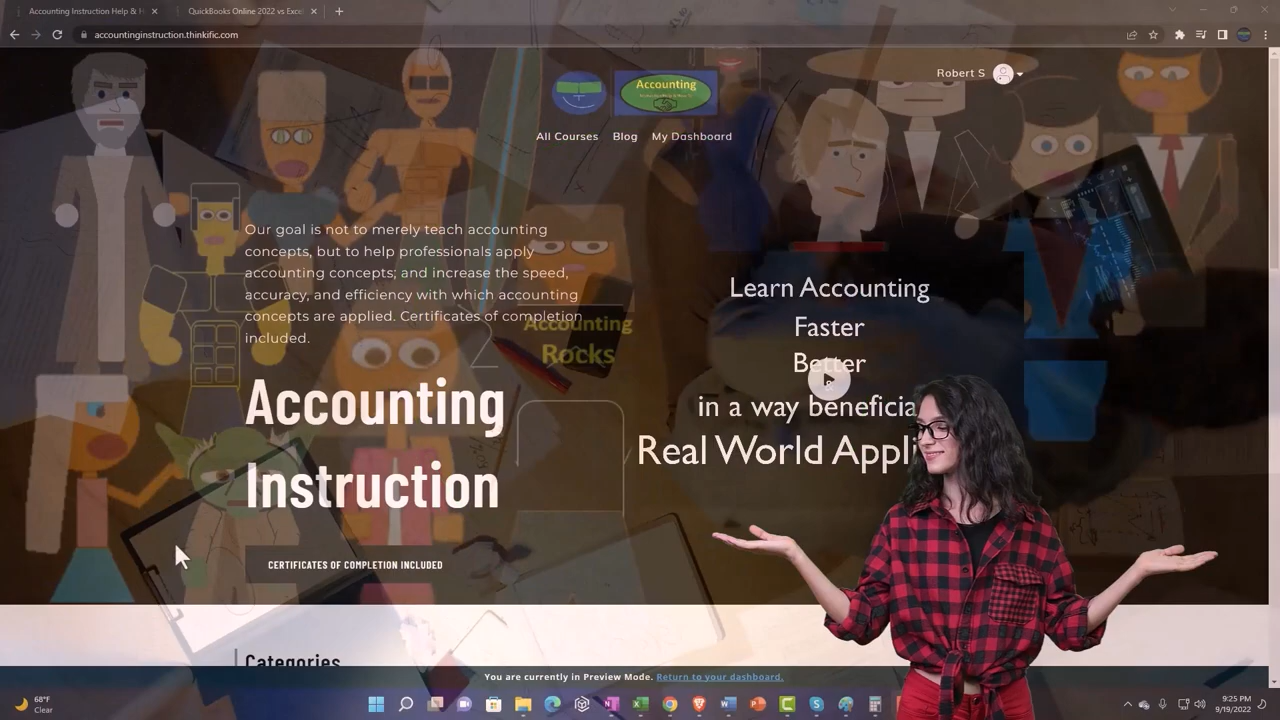 Accounting Instruction Help & H
QuickBooks Online 2022 vs Exce
accountinginstruction.thinkific.com
Accounting
Robert S
All Courses
Blog
My Dashboard
Our goal is not to merely teach accounting
concepts, but to help professionals apply
accounting concepts; and increase the speed,
accuracy, and efficiency with which accounting
concepts are applied. Certificates of completion
included.
Accounting
Rocks
Learn Accounting
Faster
Better
&
in a way beneficia
Real World Appli
Accounting
Instruction
CERTIFICATES OF COMPLETION INCLUDED
Categories
You are currently in Preview Mode. Return to your dashboard.
68°F
Clear
9:25 PM
9/19/2022